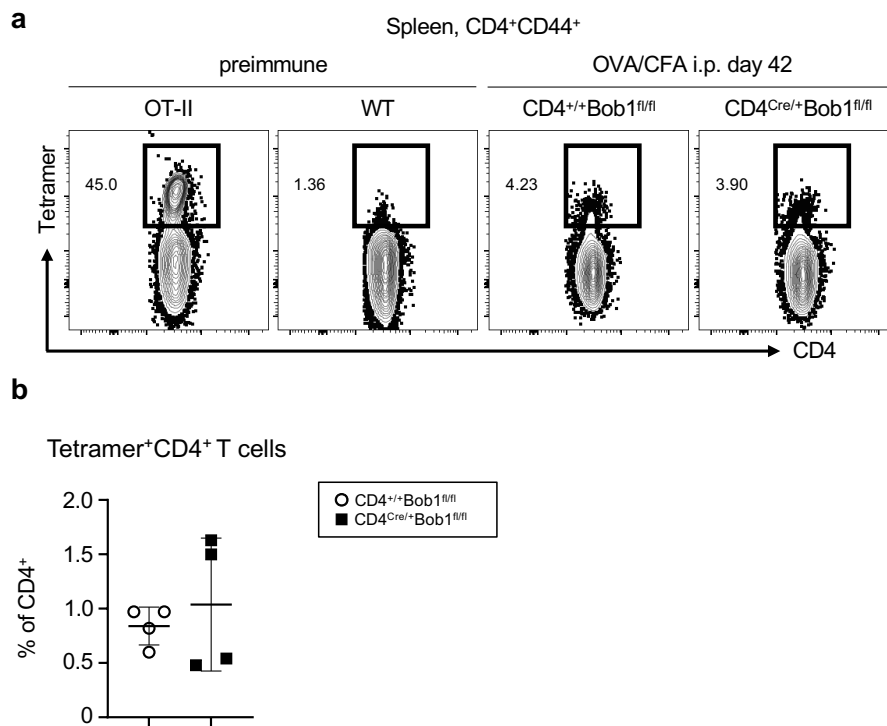 a
Spleen, CD4⁺CD44⁺
preimmune
OVA/CFA i.p. day 42
OT-II
WT
CD4⁺/⁺Bob1ᶠˡ/ᶠˡ
CD4ᶜʳᵉ/⁺Bob1ᶠˡ/ᶠˡ
Tetramer
45.0
1.36
4.23
3.90
CD4
b
Tetramer⁺CD4⁺ T cells
% of CD4⁺
2.0
1.5
1.0
0.5
0
CD4⁺/⁺Bob1ᶠˡ/ᶠˡ
CD4ᶜʳᵉ/⁺Bob1ᶠˡ/ᶠˡ